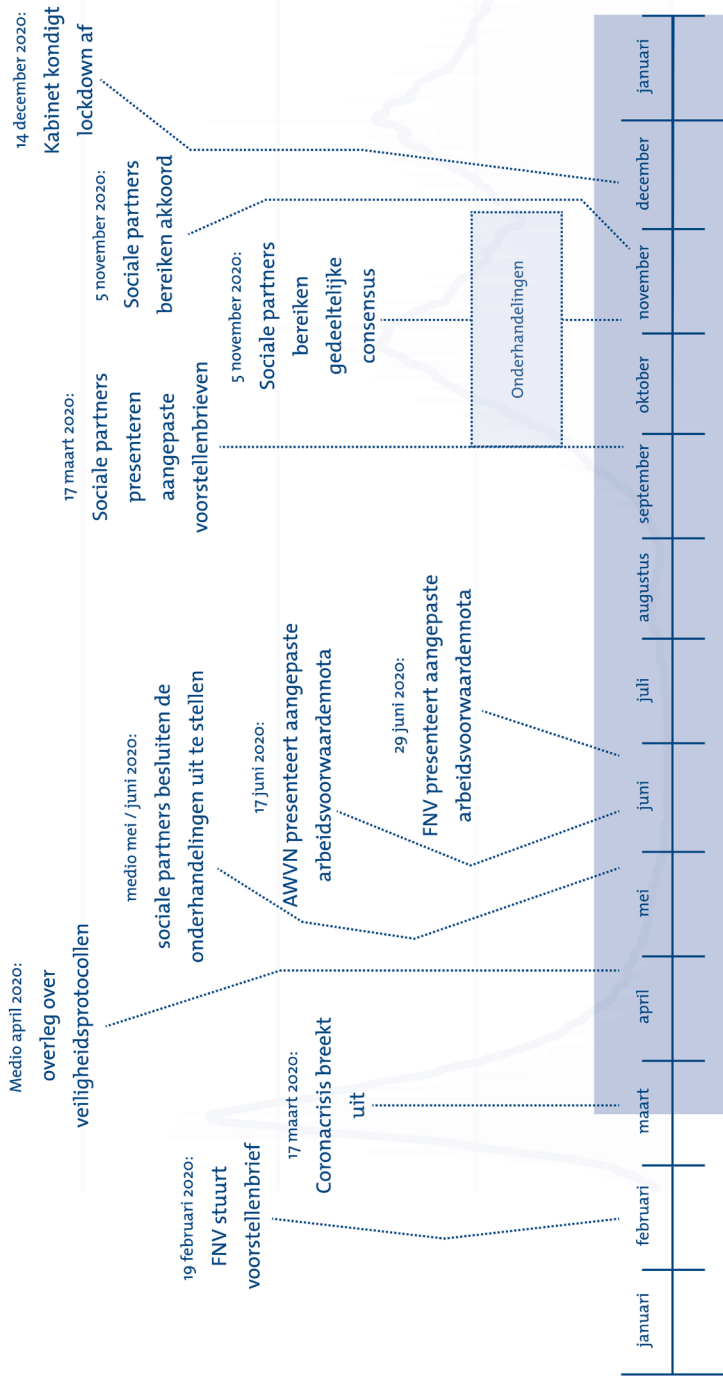 Medio april 2020:
overleg over
veiligheidsprotocollen
19 februari 2020:
FNV stuurt
voorstellenbrief
17 maart 2020:
Coronacrisis breekt
uit
medio mei / juni 2020:
sociale partners besluiten de
onderhandelingen uit te stellen
17 juni 2020:
AWVN presenteert aangepaste
arbeidsvoorwaardennota
29 juni 2020:
FNV presenteert aangepaste
arbeidsvoorwaardennota
17 maart 2020:
Sociale partners
presenteren
aangepaste
voorstellenbrieven
5 november 2020:
Sociale partners
bereiken
gedeeltelijke
consensus
5 november 2020:
Sociale partners
bereiken akkoord
14 december 2020:
Kabinet kondigt
lockdown af
Onderhandelingen
januari
februari
maart
april
mei
juni
juli
augustus
september
oktober
november
december
januari